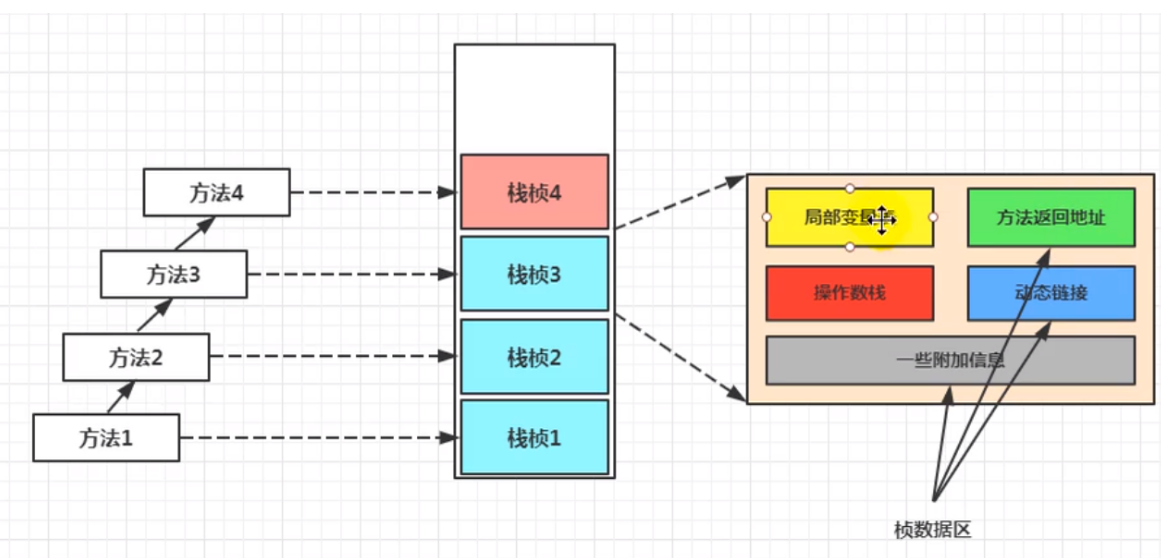 方法4
栈桢4
方法3
栈桢3
方法2
栈桢2
方法1
栈桢1
局部变量
方法返回地址
操作数栈
动态链接
一些附加信息
桢数据区